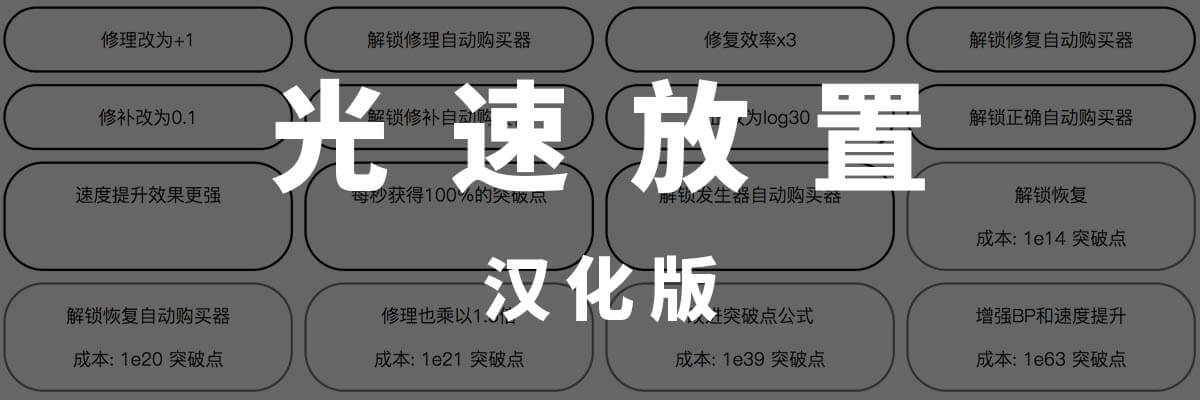 修理改为+1
解锁修理自动购买器
修复效率x3
解锁修复自动购买器
光速放置
修补改为0.1
解锁修补自动购
为log30
解锁正确自动购买器
速度提升效果更强
每秒获得100%的突破点
解锁发生器自动购买器
解锁恢复
成本: 1e14 突破点
汉化版
解锁恢复自动购买器
成本: 1e20 突破点
修理也乘以1.
成本: 1e21 突破点
进突破点公式
成本: 1e39 突破点
增强BP和速度提升
成本: 1e63 突破点